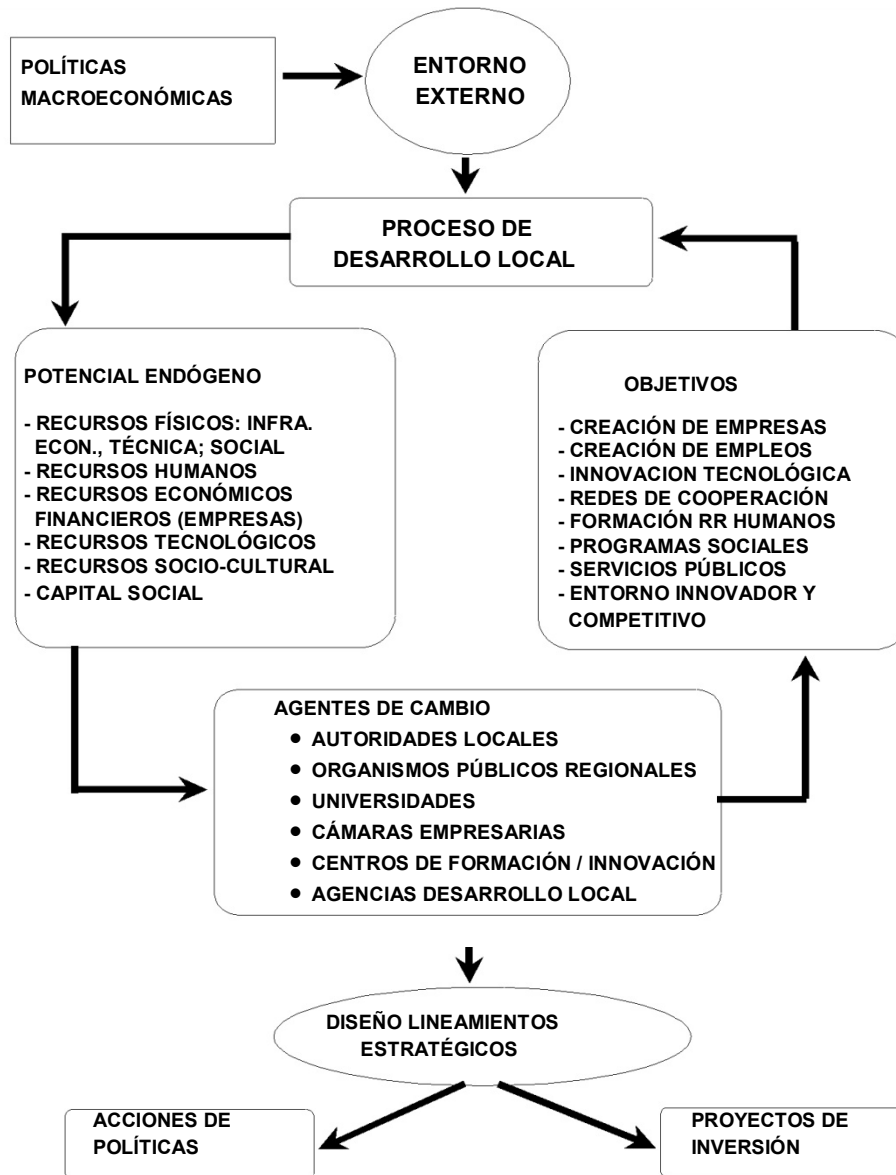 POLÍTICAS
MACROECONÓMICAS
ENTORNO
EXTERNO
PROCESO DE
DESARROLLO LOCAL
POTENCIAL ENDÓGENO
- RECURSOS FÍSICOS: INFRA.
ECON., TÉCNICA; SOCIAL
- RECURSOS HUMANOS
- RECURSOS ECONÓMICOS
FINANCIEROS (EMPRESAS)
- RECURSOS TECNOLÓGICOS
- RECURSOS SOCIO-CULTURAL
- CAPITAL SOCIAL
OBJETIVOS
- CREACIÓN DE EMPRESAS
- CREACIÓN DE EMPLEOS
- INNOVACION TECNOLÓGICA
- REDES DE COOPERACIÓN
- FORMACIÓN RR HUMANOS
- PROGRAMAS SOCIALES
- SERVICIOS PÚBLICOS
- ENTORNO INNOVADOR Y
COMPETITIVO
AGENTES DE CAMBIO
• AUTORIDADES LOCALES
• ORGANISMOS PÚBLICOS REGIONALES
• UNIVERSIDADES
• CÁMARAS EMPRESARIAS
• CENTROS DE FORMACIÓN / INNOVACIÓN
• AGENCIAS DESARROLLO LOCAL
DISEÑO LINEAMIENTOS
ESTRATÉGICOS
ACCIONES DE
POLÍTICAS
PROYECTOS DE
INVERSIÓN